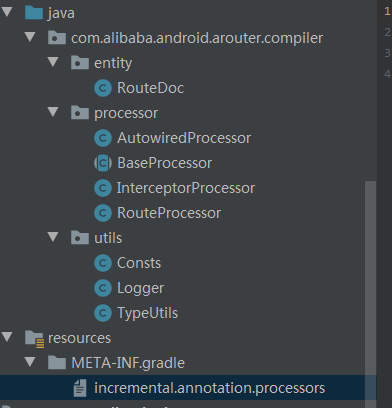 java
com.alibaba.android.arouter.compiler
entity
RouteDoc
processor
AutowiredProcessor
BaseProcessor
InterceptorProcessor
RouteProcessor
utils
Consts
Logger
TypeUtils
resources
META-INF.gradle
incremental.annotation.processors
1
2
3
4